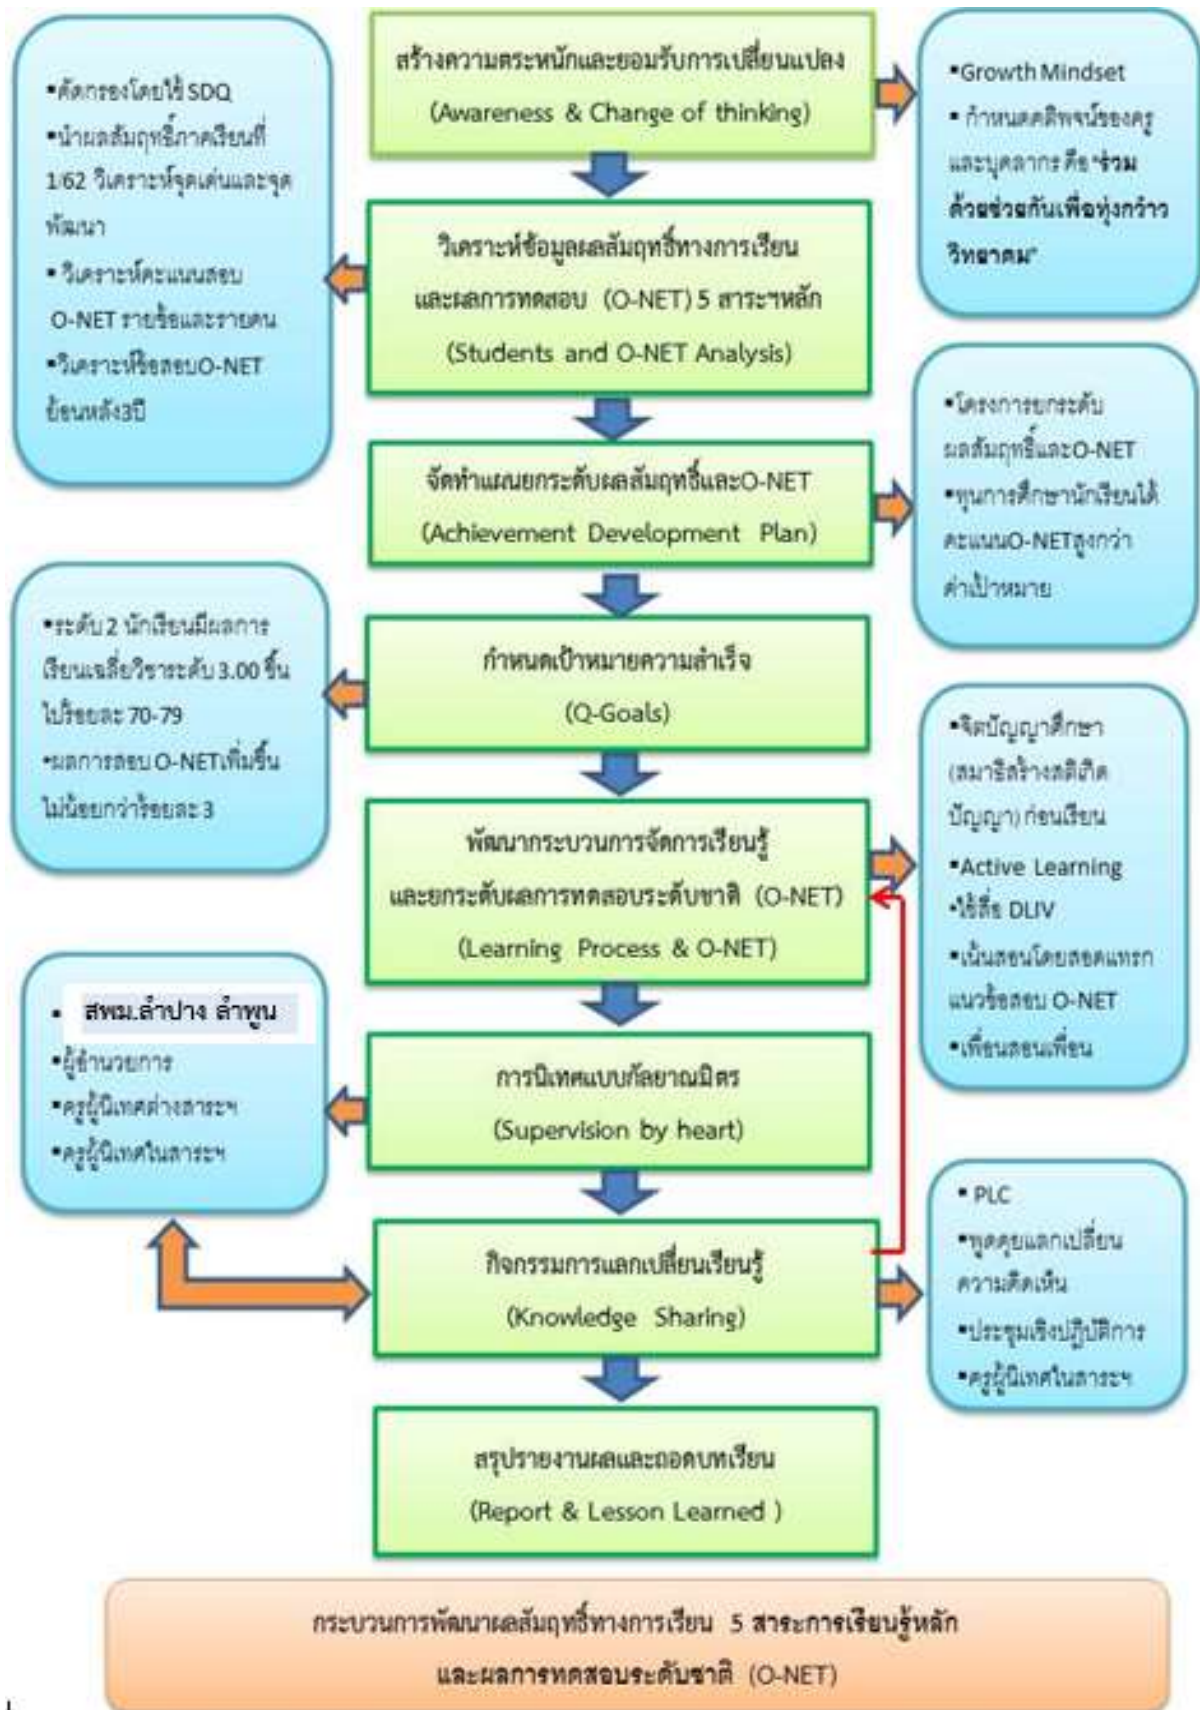 สร้างความตระหนักและยอมรับการเปลี่ยนแปลง
(Awareness & Change of thinking)
▪Growth Mindset
▪ กำหนดคติพจน์ของครู
และบุคลากร คือ "ร่วม
ด้วยช่วยกันเพื่อทุ่งกว๋าว
วิทยาคม"
▪คัดกรองโดยใช้ SDQ
▪นำผลสัมฤทธิ์ภาคเรียนที่
1/62 วิเคราะห์จุดเด่นและจุด
พัฒนา
▪ วิเคราะห์คะแนนสอบ
O-NET รายข้อและรายคน
▪วิเคราะห์ข้อสอบO-NET
ย้อนหลัง3ปี
วิเคราะห์ข้อมูลผลสัมฤทธิ์ทางการเรียน
และผลการทดสอบ (O-NET) 5 สาระฯหลัก
(Students and O-NET Analysis)
จัดทำแผนยกระดับผลสัมฤทธิ์และO-NET
(Achievement Development Plan)
▪โครงการยกระดับ
ผลสัมฤทธิ์และO-NET
▪ทุนการศึกษานักเรียนได้
คะแนนO-NETสูงกว่า
ค่าเป้าหมาย
▪ระดับ 2 นักเรียนมีผลการ
เรียนเฉลี่ยวิชาระดับ 3.00 ขึ้น
ไปร้อยละ 70-79
▪ผลการสอบ O-NETเพิ่มขึ้น
ไม่น้อยกว่าร้อยละ 3
กำหนดเป้าหมายความสำเร็จ
(Q-Goals)
พัฒนากระบวนการจัดการเรียนรู้
และยกระดับผลการทดสอบระดับชาติ (O-NET)
(Learning Process & O-NET)
▪จิตปัญญาศึกษา
(สมาธิสร้างสติเกิด
ปัญญา) ก่อนเรียน
▪Active Learning
▪ใช้สื่อ DLIV
▪เน้นสอนโดยสอดแทรก
แนวข้อสอบ O-NET
▪เพื่อนสอนเพื่อน
▪ สพม.ลำปาง ลำพูน
▪ผู้อำนวยการ
▪ครูผู้นิเทศต่างสาระฯ
▪ครูผู้นิเทศในสาระฯ
การนิเทศแบบกัลยาณมิตร
(Supervision by heart)
กิจกรรมการแลกเปลี่ยนเรียนรู้
(Knowledge Sharing)
▪ PLC
▪พูดคุยแลกเปลี่ยน
ความคิดเห็น
▪ประชุมเชิงปฏิบัติการ
▪ครูผู้นิเทศในสาระฯ
สรุปรายงานผลและถอดบทเรียน
(Report & Lesson Learned )
กระบวนการพัฒนาผลสัมฤทธิ์ทางการเรียน 5 สาระการเรียนรู้หลัก
และผลการทดสอบระดับชาติ (O-NET)